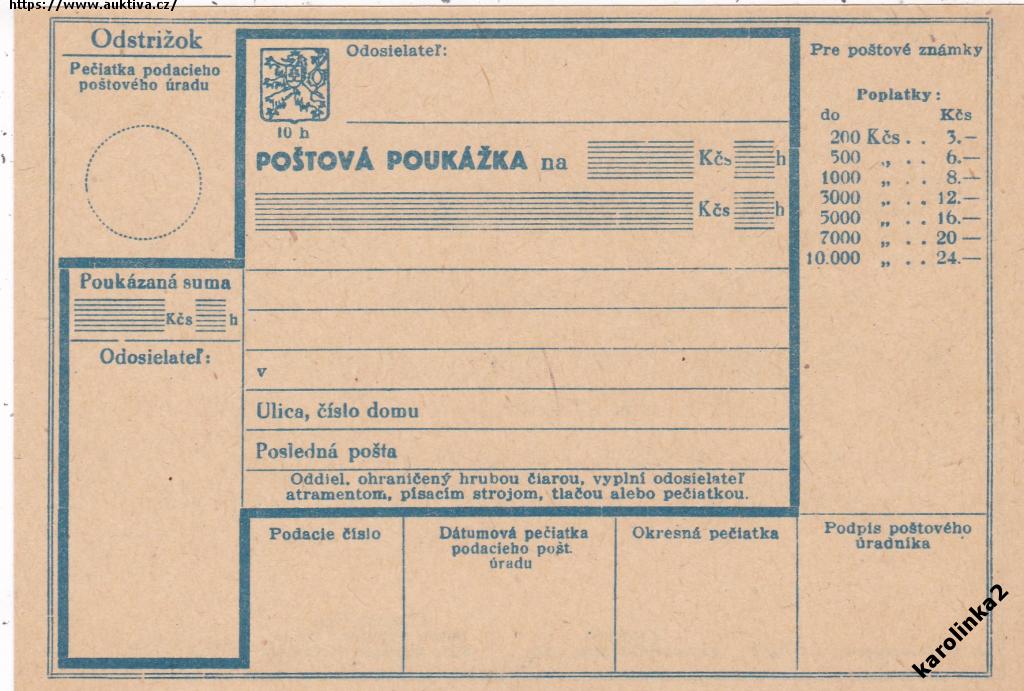 https://www.auktiva.cz/
Odstrižok
Pečiatka podacieho
poštového úradu
Poukázaná suma
Kčs h
Odosielateľ:
Odosielateľ:
10 h
POŠTOVÁ POUKÁŽKA na Kčs h
Kčs h
v
Ulica, číslo domu
Posledná pošta
Oddiel. ohraničený hrubou čiarou, vyplní odosielateľ
atramentom, písacím strojom, tlačou alebo pečiatkou.
Pre poštové známky
Poplatky:
do Kčs
200 Kčs . . 3.—
500 „ . . 6.—
1000 „ . . 8.—
3000 „ . . 12.—
5000 „ . . 16.—
7000 „ . . 20 —
10.000 „ . . 24.—
Podacie číslo
Dátumová pečiatka
podacieho pošt.
úradu
Okresná pečiatka
Podpis poštového
úradníka
karolinka2